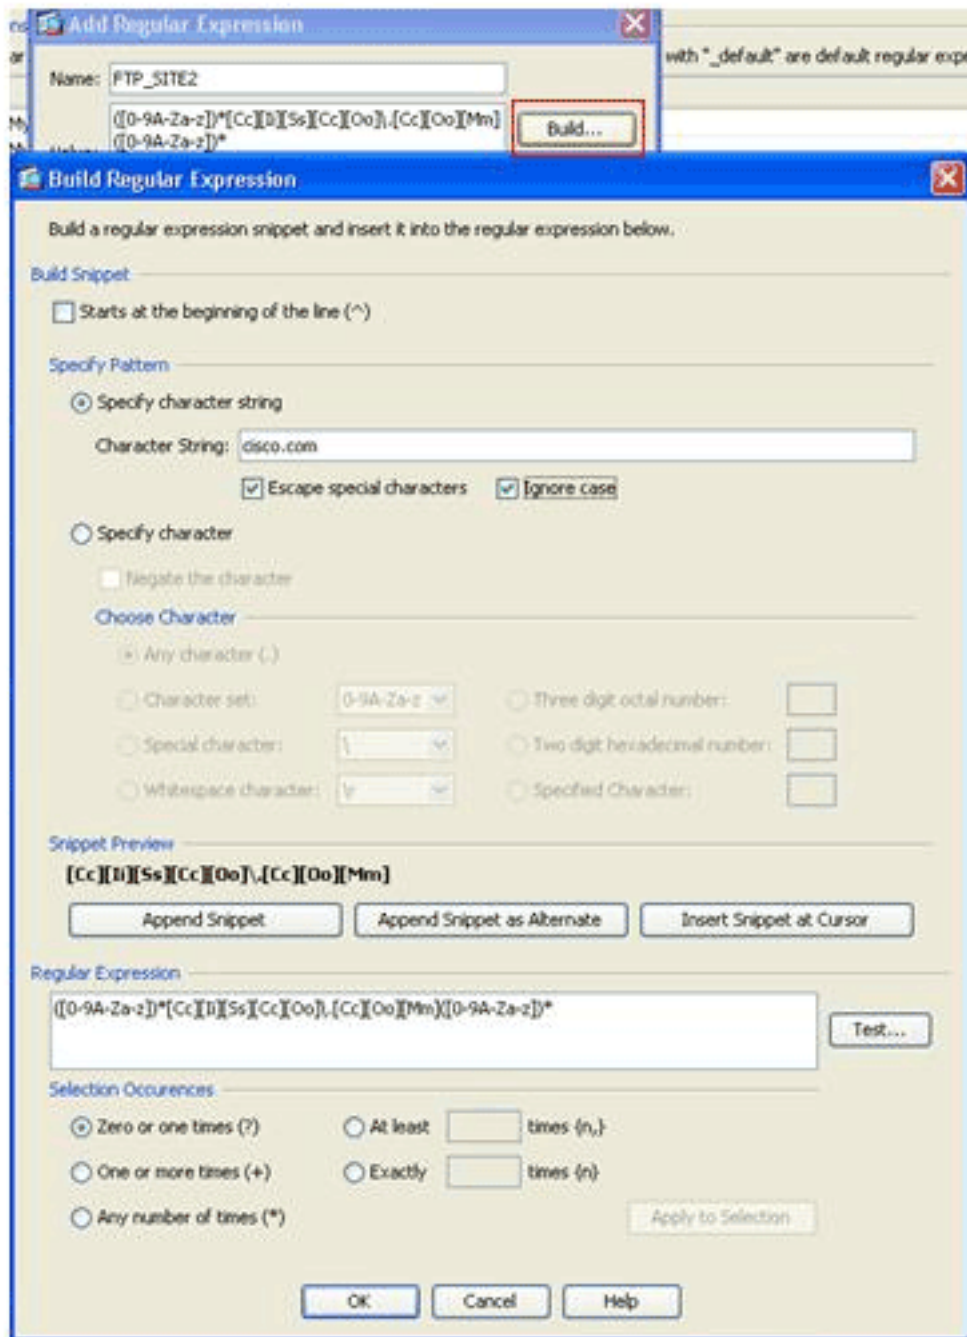 Add Regular Expression
with "_default" are default regular expr
Name: FTP_SITE2
([0-9A-Za-z])*[Cc][Ii][Ss][Cc][Oo]\.[Cc][Oo][Mm]
([0-9A-Za-z])*
Build...
Build Regular Expression
Build a regular expression snippet and insert it into the regular expression below.
Build Snippet
Starts at the beginning of the line (^)
Specify Pattern
Specify character string
Character String: cisco.com
Escape special characters Ignore case
Specify character
Negate the character
Choose Character
Any character (.)
Character set: 0-9A-Za-z Three digit octal number:
Special character: \ Two digit hexadecimal number:
Whitespace character: \r Specified Character:
Snippet Preview
[Cc][Ii][Ss][Cc][Oo]\.[Cc][Oo][Mm]
Append Snippet Append Snippet as Alternate Insert Snippet at Cursor
Regular Expression
([0-9A-Za-z])*[Cc][Ii][Ss][Cc][Oo]\.[Cc][Oo][Mm]([0-9A-Za-z])*
Test...
Selection Occurences
Zero or one times (?) At least times {n,}
One or more times (+) Exactly times {n}
Any number of times (*) Apply to Selection
OK Cancel Help